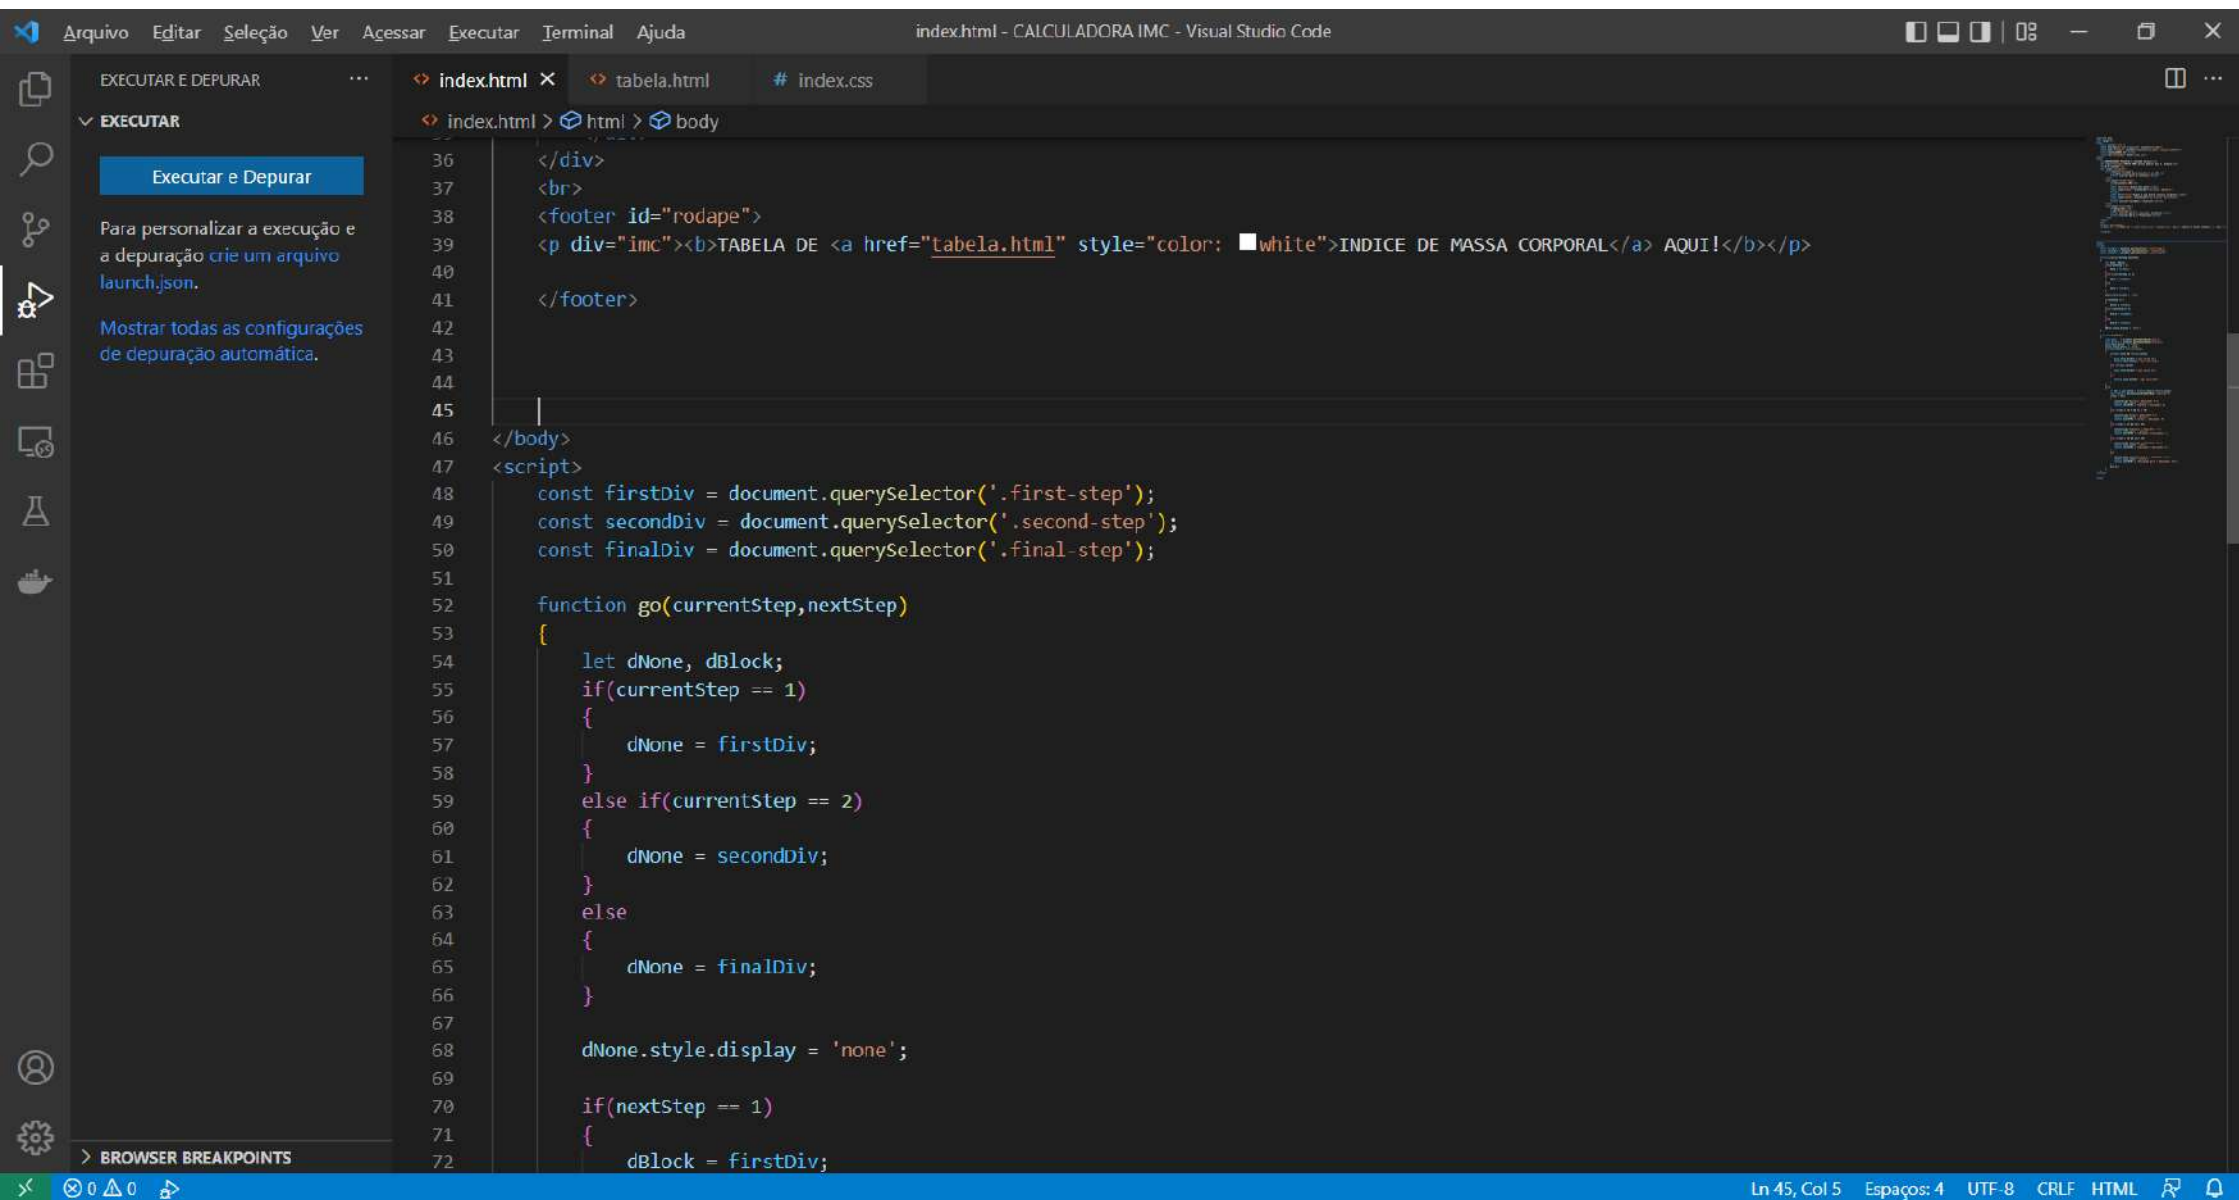 Arquivo Editar Seleção Ver Acessar Executar Terminal Ajuda
index.html - CALCULADORA IMC - Visual Studio Code
EXECUTAR E DEPURAR
EXECUTAR
Executar e Depurar
Para personalizar a execução e
a depuração crie um arquivo
launch.json.
Mostrar todas as configurações
de depuração automática.
BROWSER BREAKPOINTS
index.html tabela.html # index.css
index.html > html > body
36 </div>
37 <br>
38 <footer id="rodape">
39 <p div="imc"><b>TABELA DE <a href="tabela.html" style="color: white">INDICE DE MASSA CORPORAL</a> AQUI!</b></p>
40
41 </footer>
42
43
44
45
46 </body>
47 <script>
48 const firstDiv = document.querySelector('.first-step');
49 const secondDiv = document.querySelector('.second-step');
50 const finalDiv = document.querySelector('.final-step');
51
52 function go(currentStep,nextStep)
53 {
54 let dNone, dBlock;
55 if(currentStep == 1)
56 {
57 dNone = firstDiv;
58 }
59 else if(currentStep == 2)
60 {
61 dNone = secondDiv;
62 }
63 else
64 {
65 dNone = finalDiv;
66 }
67
68 dNone.style.display = 'none';
69
70 if(nextStep == 1)
71 {
72 dBlock = firstDiv;
0 0
Ln 45, Col 5 Espaços: 4 UTF-8 CRLF HTML